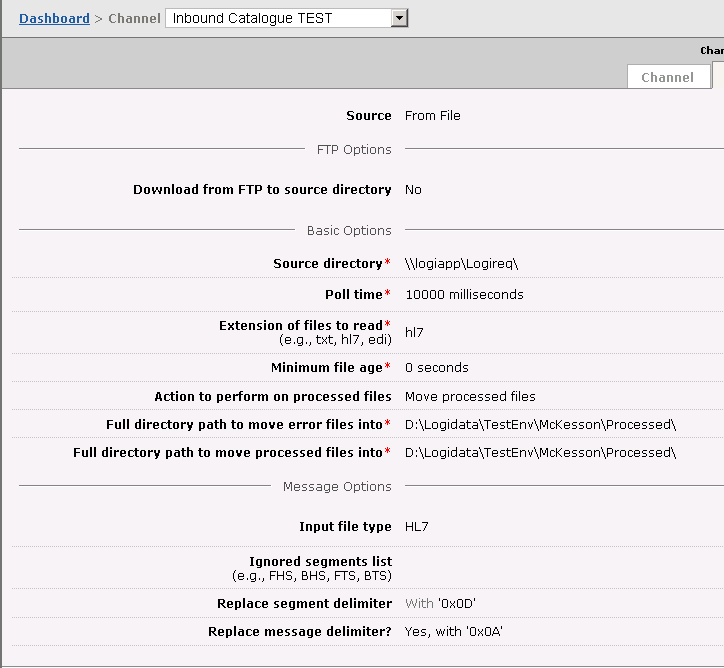 Dashboard > Channel Inbound Catalogue TEST
Char
Channel
Source From File
FTP Options
Download from FTP to source directory No
Basic Options
Source directory* \\logiapp\Logireq\
Poll time* 10000 milliseconds
Extension of files to read* hl7
(e.g., txt, hl7, edi)
Minimum file age* 0 seconds
Action to perform on processed files Move processed files
Full directory path to move error files into* D:\Logidata\TestEnv\McKesson\Processed\
Full directory path to move processed files into* D:\Logidata\TestEnv\McKesson\Processed\
Message Options
Input file type HL7
Ignored segments list
(e.g., FHS, BHS, FTS, BTS)
Replace segment delimiter With '0x0D'
Replace message delimiter? Yes, with '0x0A'